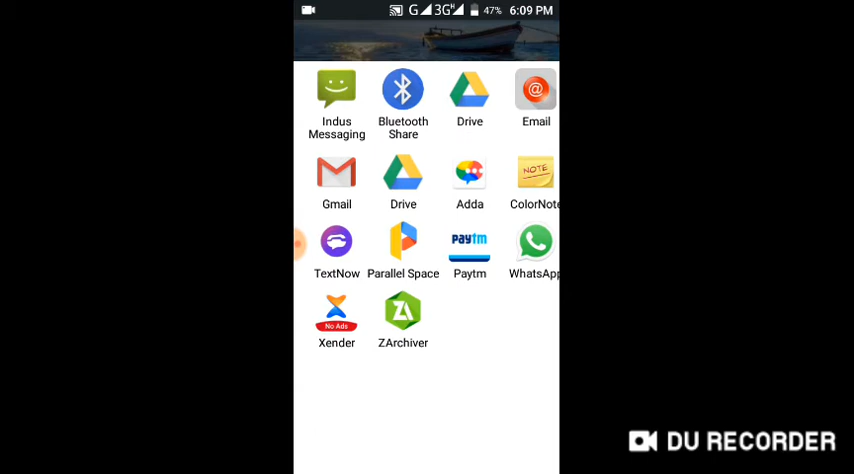 G 3G H 47% 6:09 PM
Indus Messaging
Bluetooth Share
Drive
@
Email
Gmail
Drive
Adda
NOTE
ColorNote
TextNow
Parallel Space
paytm
Paytm
WhatsApp
No Ads
Xender
ZA
ZArchiver
DU RECORDER